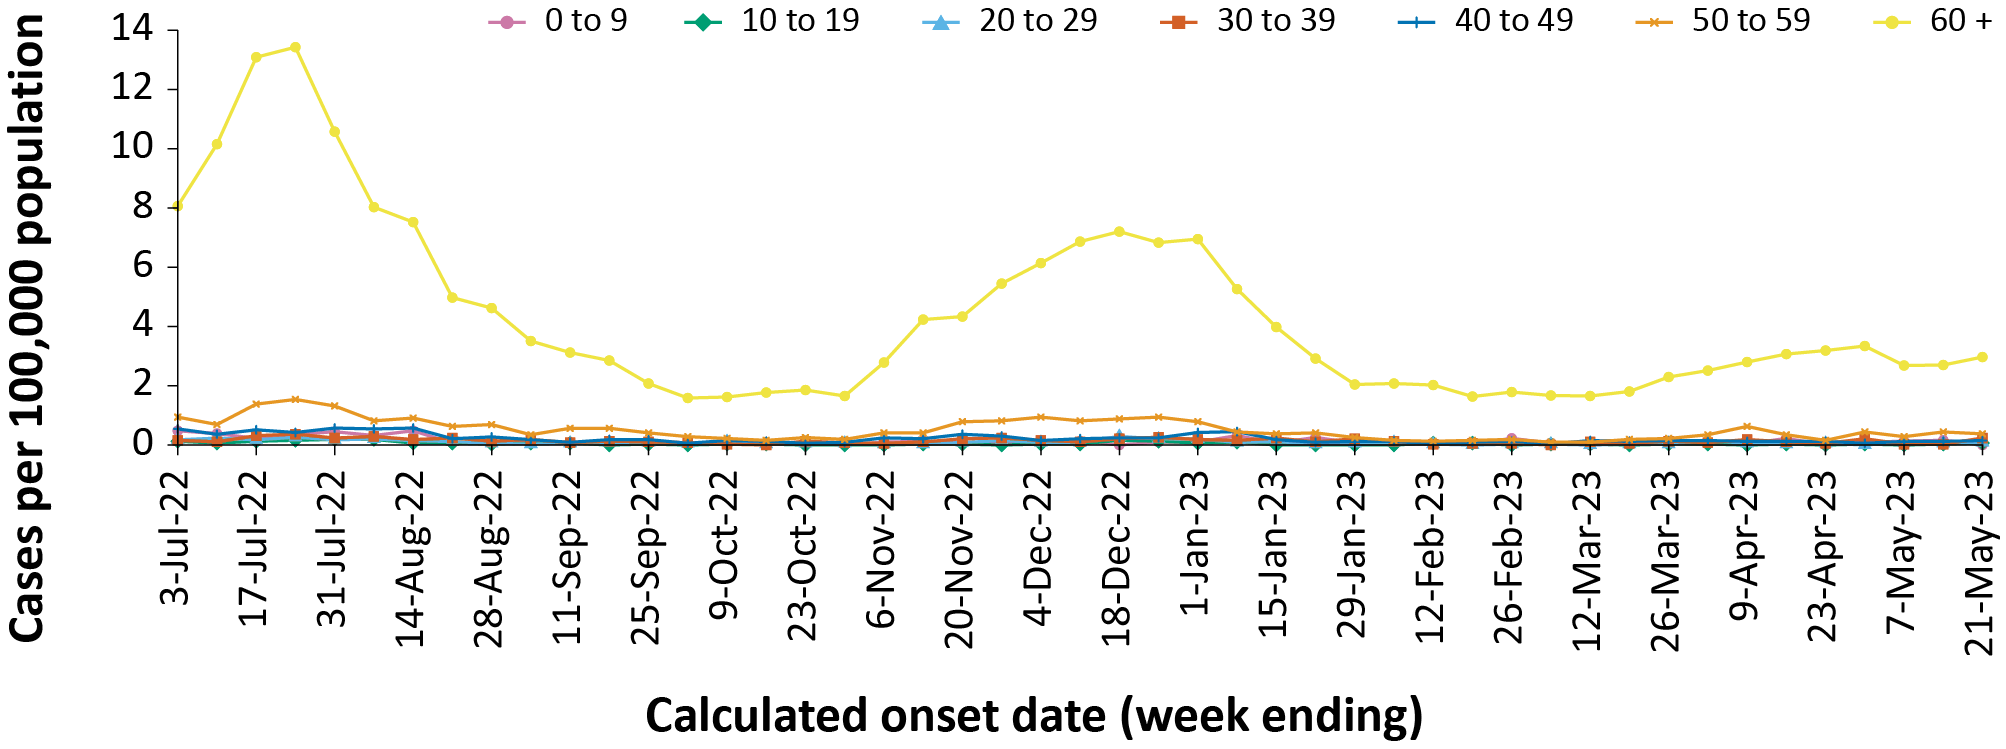 Cases per 100,000 population
0 to 9 10 to 19 20 to 29 30 to 39 40 to 49 50 to 59 60 +
14
12
10
8
6
4
2
0
3-Jul-22
17-Jul-22
31-Jul-22
14-Aug-22
28-Aug-22
11-Sep-22
25-Sep-22
9-Oct-22
23-Oct-22
6-Nov-22
20-Nov-22
4-Dec-22
18-Dec-22
1-Jan-23
15-Jan-23
29-Jan-23
12-Feb-23
26-Feb-23
12-Mar-23
26-Mar-23
9-Apr-23
23-Apr-23
7-May-23
21-May-23
Calculated onset date (week ending)